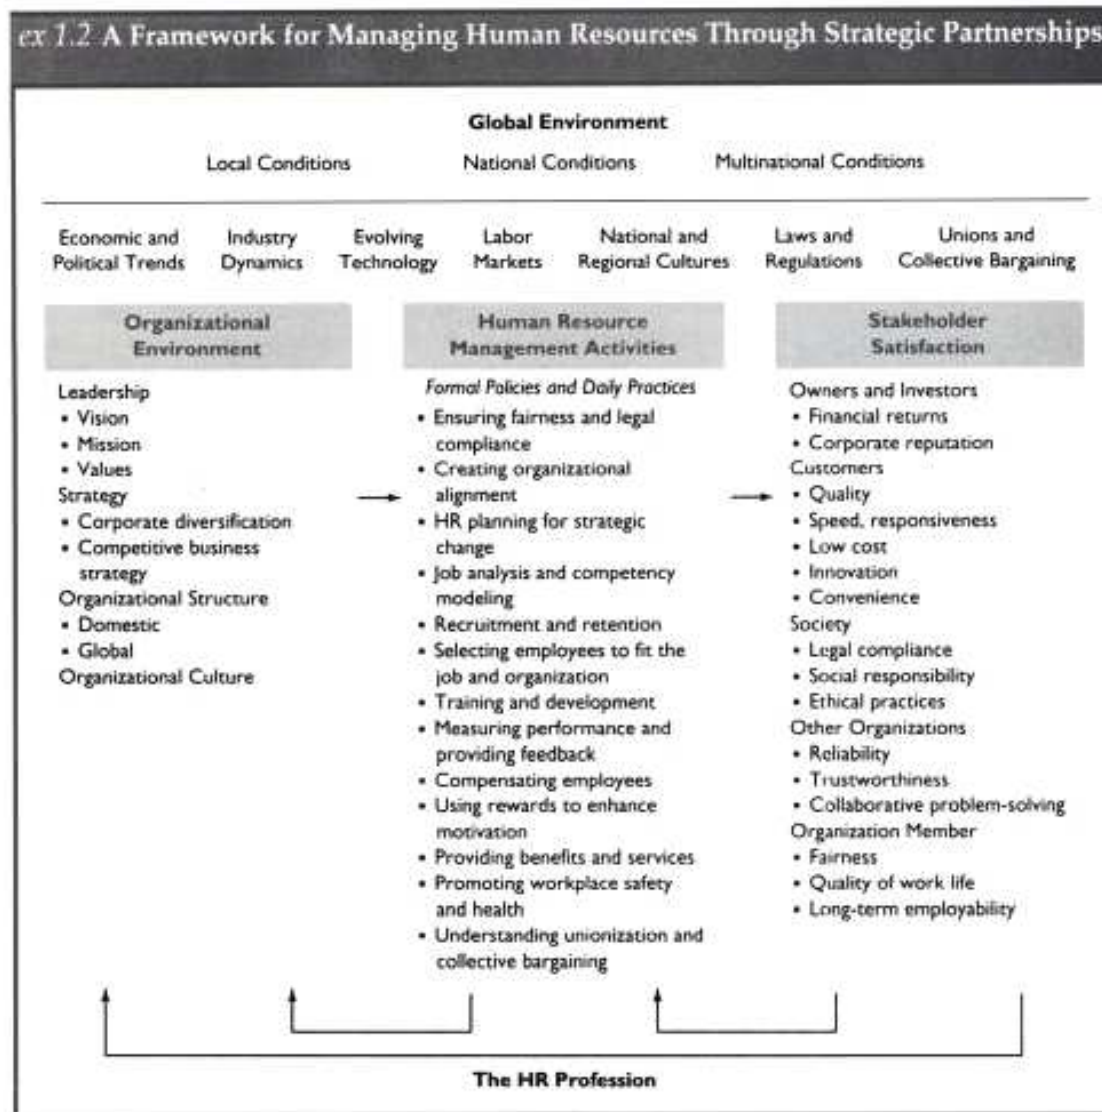 ex 1.2 A Framework for Managing Human Resources Through Strategic Partnerships
Global Environment
Local Conditions National Conditions Multinational Conditions
Economic and Political Trends
Industry Dynamics
Evolving Technology
Labor Markets
National and Regional Cultures
Laws and Regulations
Unions and Collective Bargaining
Organizational
Environment
Leadership
• Vision
• Mission
• Values
Strategy
• Corporate diversification
• Competitive business
strategy
Organizational Structure
• Domestic
• Global
Organizational Culture
Human Resource
Management Activities
Formal Policies and Daily Practices
• Ensuring fairness and legal
compliance
• Creating organizational
alignment
• HR planning for strategic
change
• Job analysis and competency
modeling
• Recruitment and retention
• Selecting employees to fit the
job and organization
• Training and development
• Measuring performance and
providing feedback
• Compensating employees
• Using rewards to enhance
motivation
• Providing benefits and services
• Promoting workplace safety
and health
• Understanding unionization and
collective bargaining
Stakeholder
Satisfaction
Owners and Investors
• Financial returns
• Corporate reputation
Customers
• Quality
• Speed, responsiveness
• Low cost
• Innovation
• Convenience
Society
• Legal compliance
• Social responsibility
• Ethical practices
Other Organizations
• Reliability
• Trustworthiness
• Collaborative problem-solving
Organization Member
• Fairness
• Quality of work life
• Long-term employability
The HR Profession